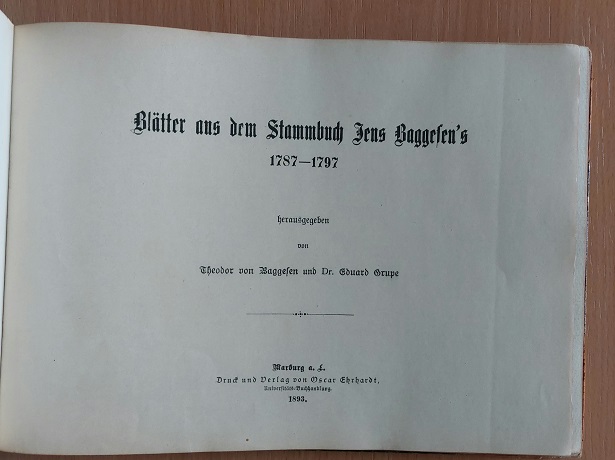 Blätter aus dem Stammbuch Jens Baggesen's
1787—1797
herausgegeben
von
Theodor von Baggesen und Dr. Eduard Grupe
Marburg a. L.
Druck und Verlag von Oscar Ehrhardt,
Universitäts-Buchhandlung.
1893.